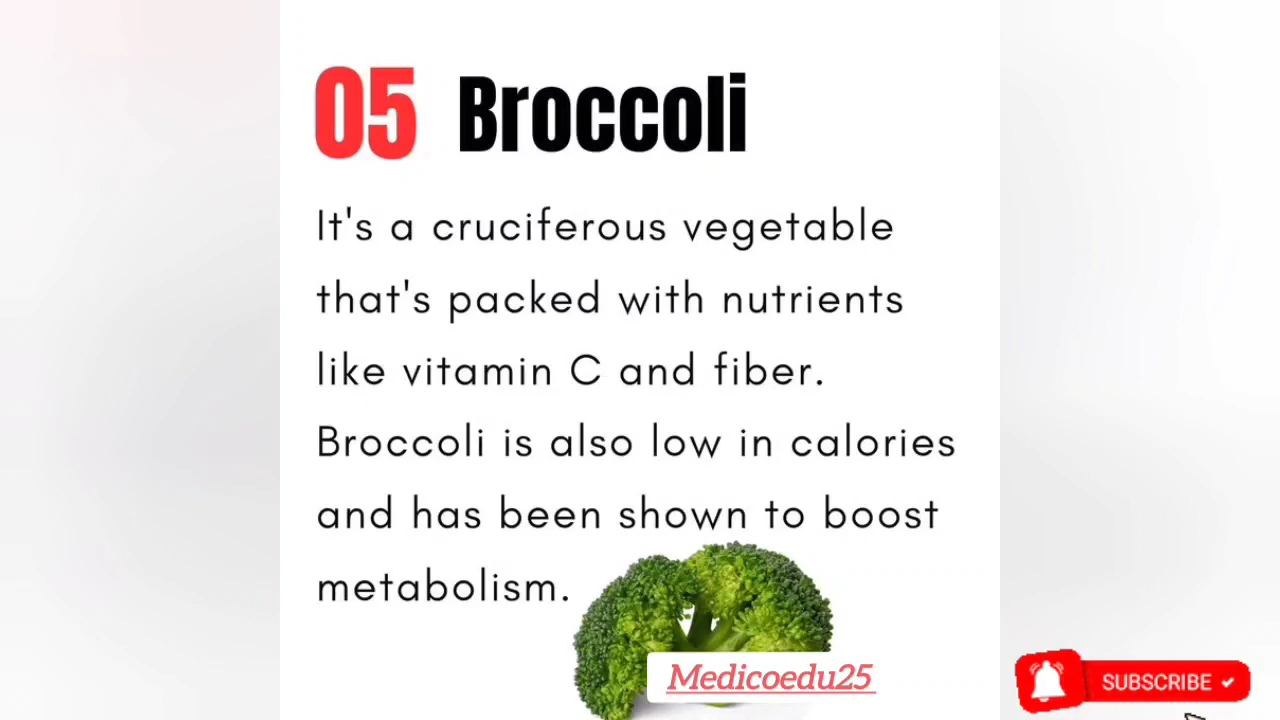 05 Broccoli
It's a cruciferous vegetable
that's packed with nutrients
like vitamin C and fiber.
Broccoli is also low in calories
and has been shown to boost
metabolism.
Medicoedu25
SUBSCRIBE